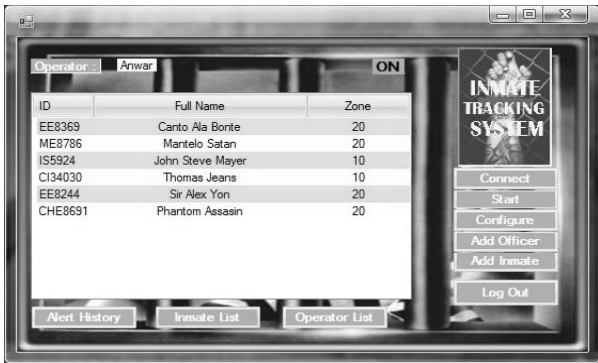 Operator : Anwar ON
ID Full Name Zone
EE8369 Canto Ala Bonte 20
ME8786 Mantelo Satan 20
IS5924 John Steve Mayer 10
CI34030 Thomas Jeans 10
EE8244 Sir Alex Yon 20
CHE8691 Phantom Assasin 20
INMATE
TRACKING
SYSTEM
Connect
Start
Configure
Add Officer
Add Inmate
Log Out
Alert History Inmate List Operator List